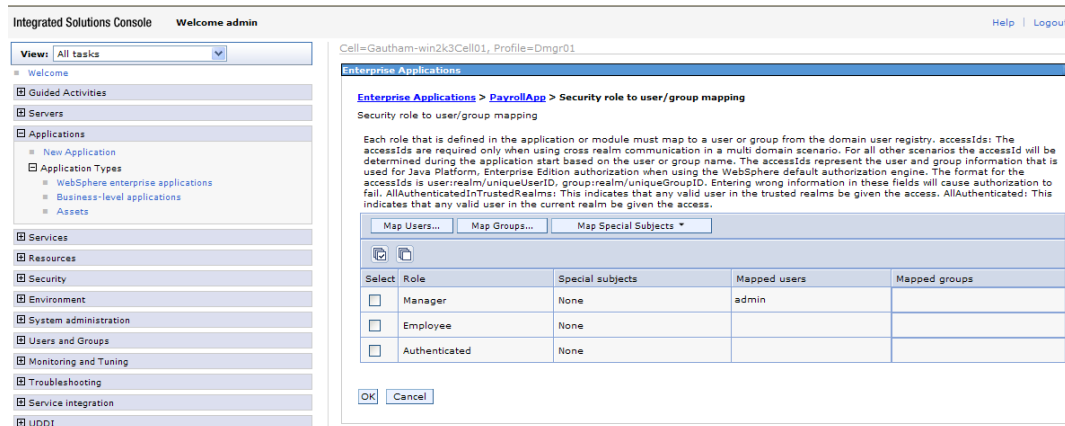 Integrated Solutions Console Welcome admin
Help | Logou
View: All tasks
Welcome
Guided Activities
Servers
Applications
New Application
Application Types
WebSphere enterprise applications
Business-level applications
Assets
Services
Resources
Security
Environment
System administration
Users and Groups
Monitoring and Tuning
Troubleshooting
Service integration
UDDI
Cell=Gautham-win2k3Cell01, Profile=Dmgr01
Enterprise Applications
Enterprise Applications > PayrollApp > Security role to user/group mapping
Security role to user/group mapping
Each role that is defined in the application or module must map to a user or group from the domain user registry. accessIds: The
accessIds are required only when using cross realm communication in a multi domain scenario. For all other scenarios the accessId will be
determined during the application start based on the user or group name. The accessIds represent the user and group information that is
used for Java Platform, Enterprise Edition authorization when using the WebSphere default authorization engine. The format for the
accessIds is user:realm/uniqueUserID, group:realm/uniqueGroupID. Entering wrong information in these fields will cause authorization to
fail. AllAuthenticatedInTrustedRealms: This indicates that any valid user in the trusted realms be given the access. AllAuthenticated: This
indicates that any valid user in the current realm be given the access.
Map Users... Map Groups... Map Special Subjects
Select Role Special subjects Mapped users Mapped groups
Manager None admin
Employee None
Authenticated None
OK Cancel